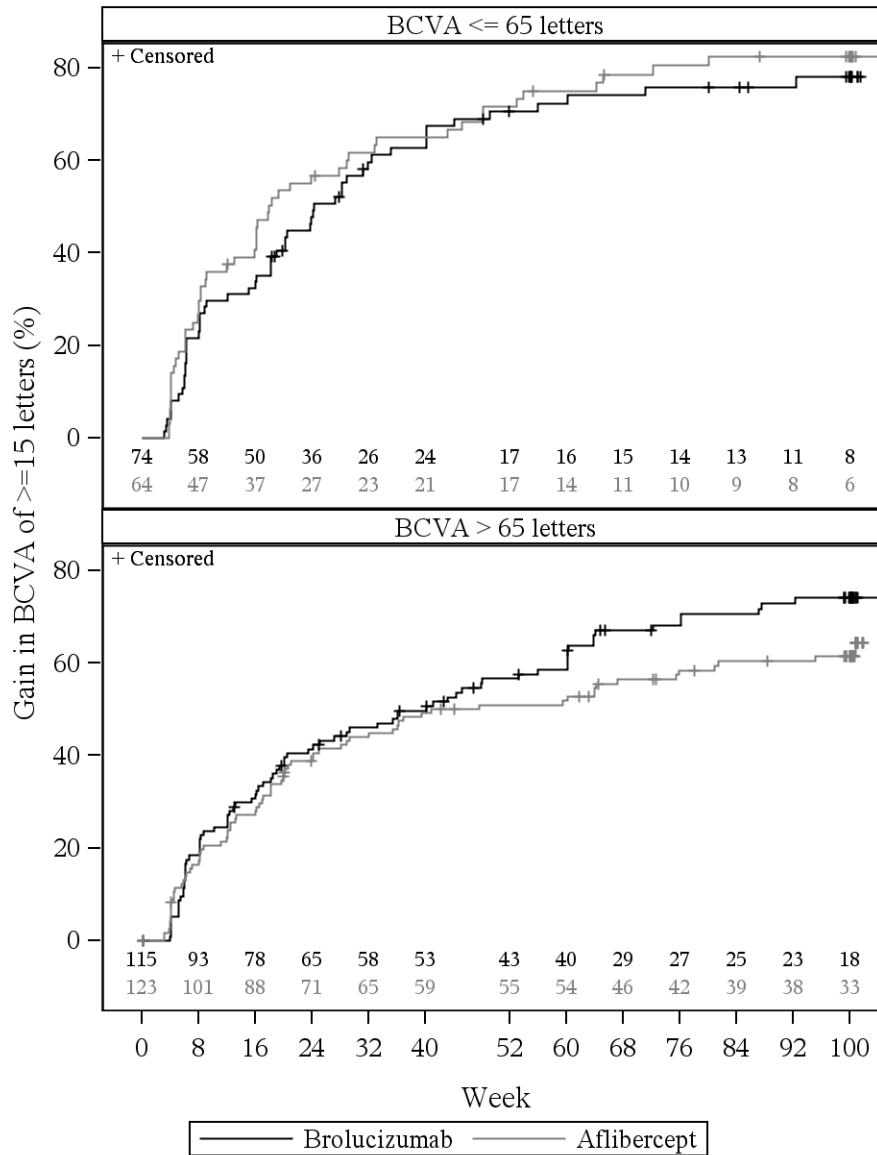 BCVA <= 65 letters
+ Censored
80
60
40
20
0
74 58 50 36 26 24 17 16 15 14 13 11 8
64 47 37 27 23 21 17 14 11 10 9 8 6
Gain in BCVA of >=15 letters (%)
BCVA > 65 letters
+ Censored
80
60
40
20
0
115 93 78 65 58 53 43 40 29 27 25 23 18
123 101 88 71 65 59 55 54 46 42 39 38 33
0 8 16 24 32 40 52 60 68 76 84 92 100
Week
Brolucizumab Aflibercept